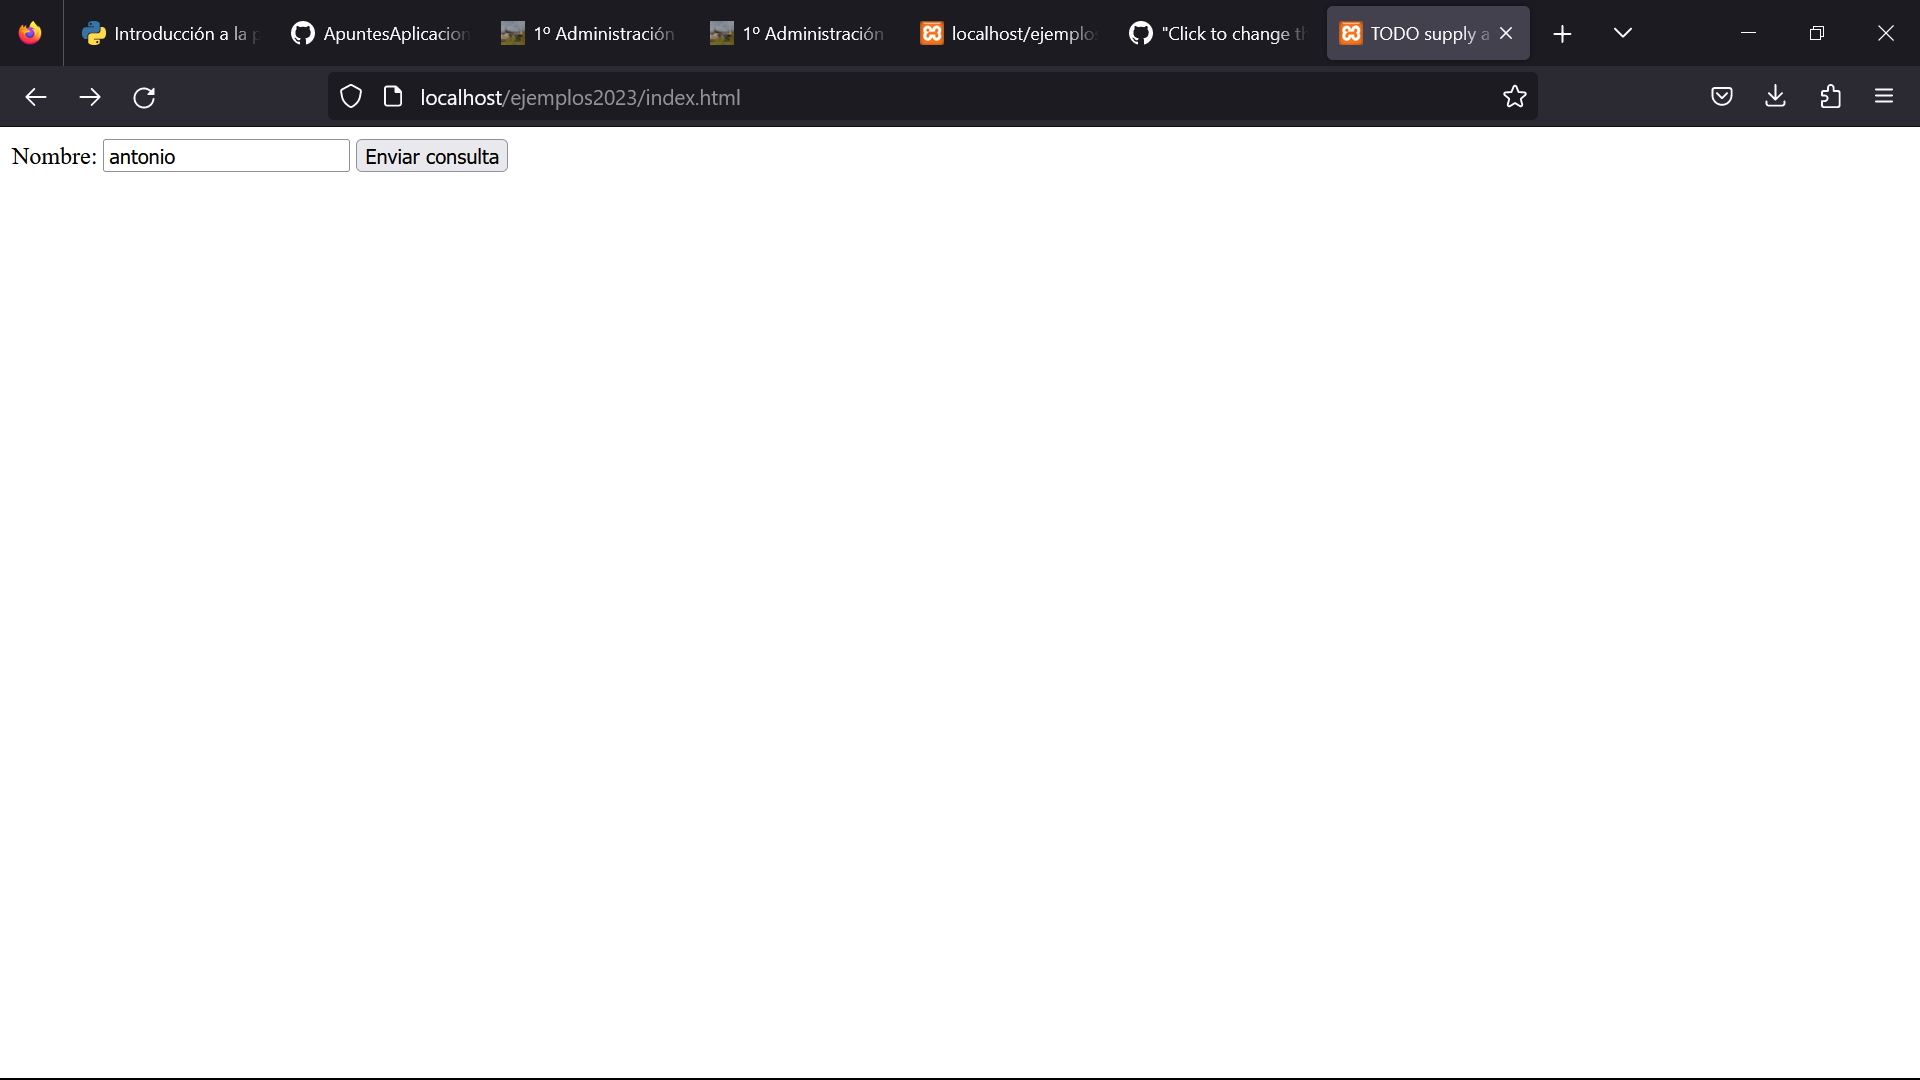 Introducción a la p
ApuntesAplicacion
1º Administración
1º Administración
localhost/ejemplos
"Click to change th
TODO supply a
localhost/ejemplos2023/index.html
Nombre: antonio Enviar consulta